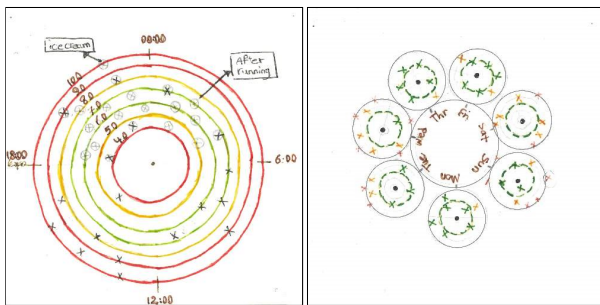 ice cream
00:00
After
running
10.0
9.0
8.0
7.0
6.0
5.0
4.0
18:00
6:00
12:00
Thr
Fri
Sat
Sun
Mon
Tue
Wed